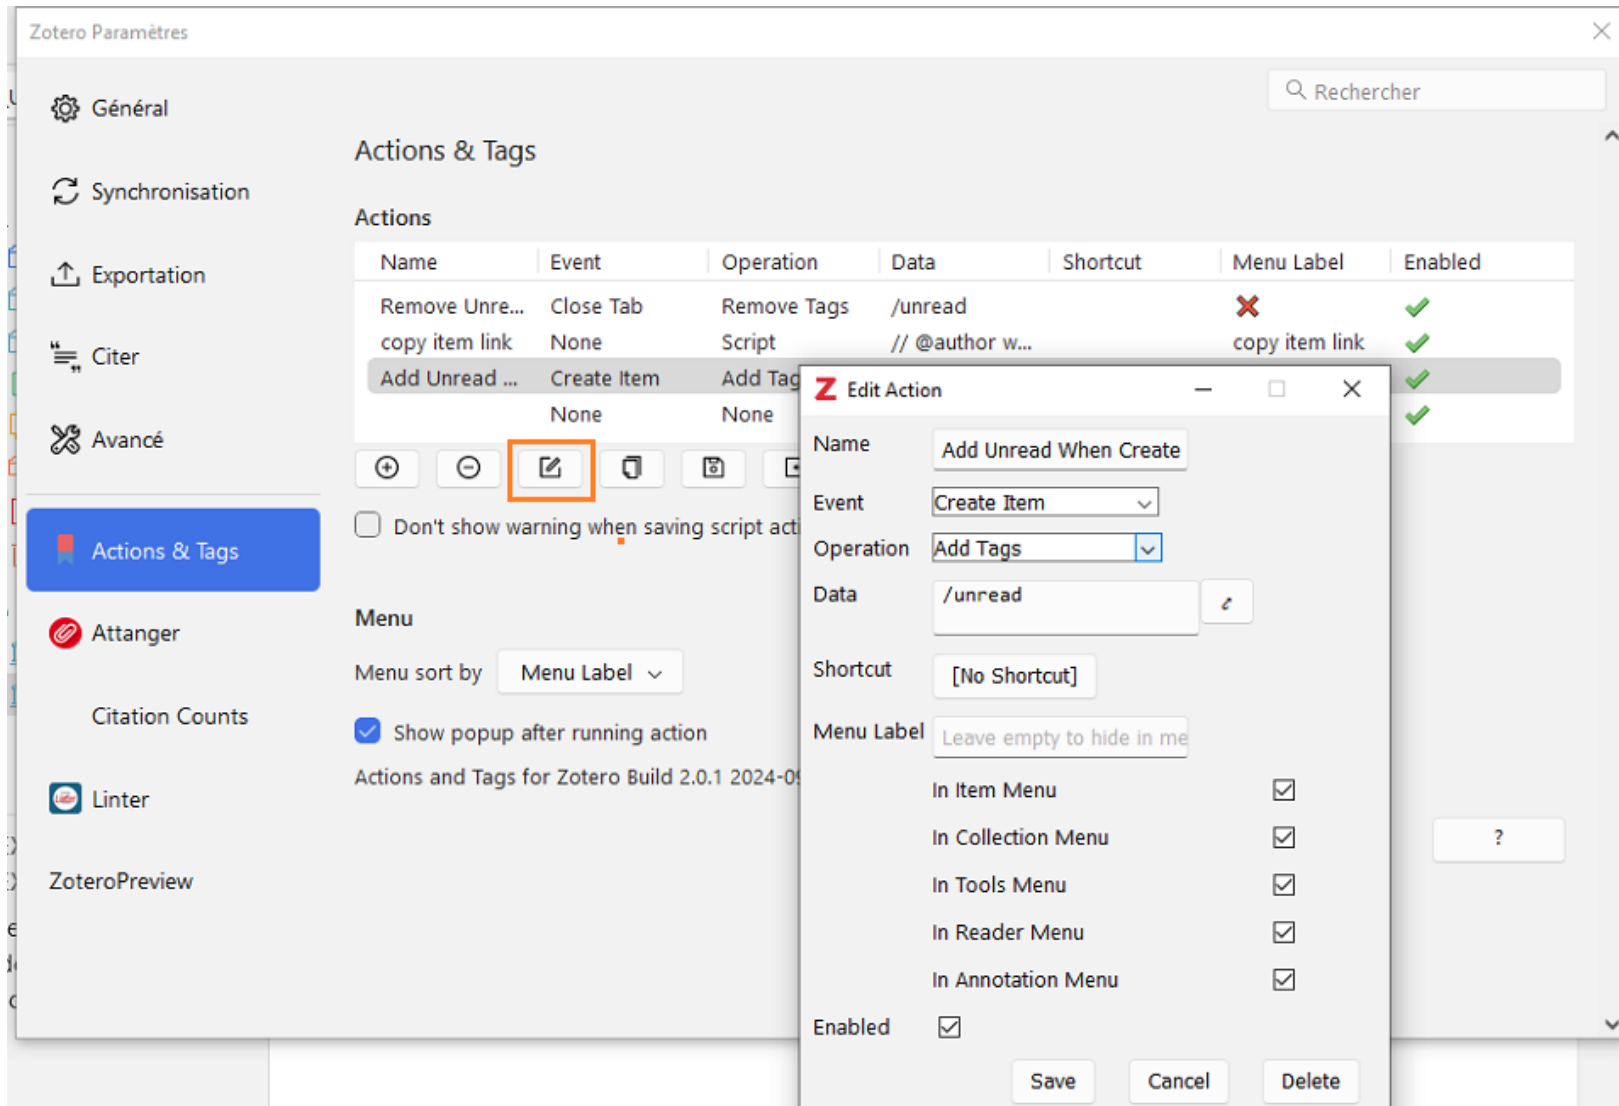 Zotero Paramètres
Rechercher
Général
Synchronisation
Exportation
Citer
Avancé
Actions & Tags
Attanger
Citation Counts
Linter
ZoteroPreview
Actions & Tags
Actions
Name Event Operation Data Shortcut Menu Label Enabled
Remove Unre... Close Tab Remove Tags /unread
copy item link None Script // @author w... copy item link
Add Unread ... Create Item Add Tag
None None
Don't show warning when saving script acti
Menu
Menu sort by Menu Label
Show popup after running action
Actions and Tags for Zotero Build 2.0.1 2024-09
?
Edit Action
Name Add Unread When Create
Event Create Item
Operation Add Tags
Data /unread
Shortcut [No Shortcut]
Menu Label Leave empty to hide in me
In Item Menu
In Collection Menu
In Tools Menu
In Reader Menu
In Annotation Menu
Enabled
Save Cancel Delete